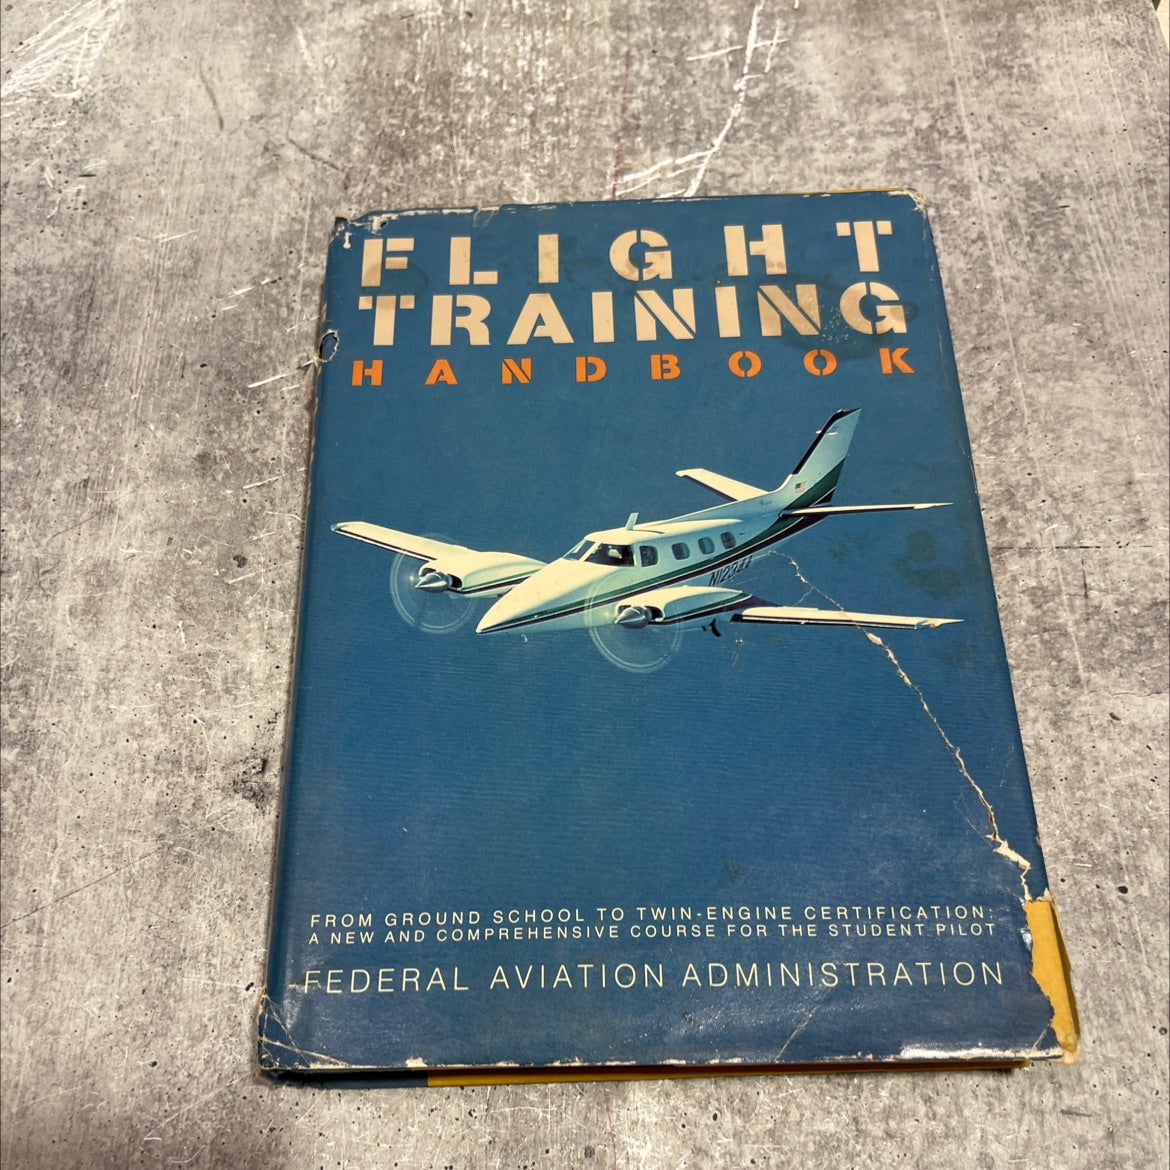 FLIGHT
TRAINING
HANDBOOK
FROM GROUND SCHOOL TO TWIN-ENGINE CERTIFICATION:
A NEW AND COMPREHENSIVE COURSE FOR THE STUDENT PILOT
FEDERAL AVIATION ADMINISTRATION